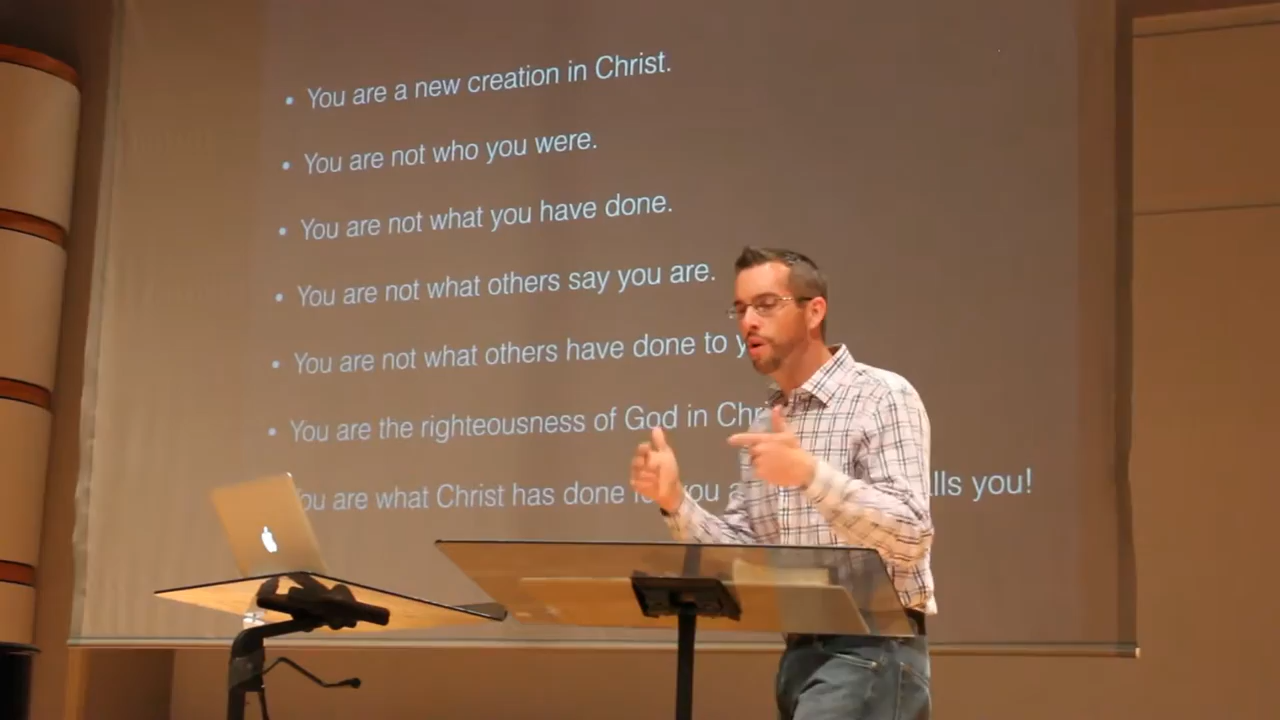 • You are a new creation in Christ.
• You are not who you were.
• You are not what you have done.
• You are not what others say you are.
• You are not what others have done to
• You are the righteousness of God in
You are what Christ has done you you!